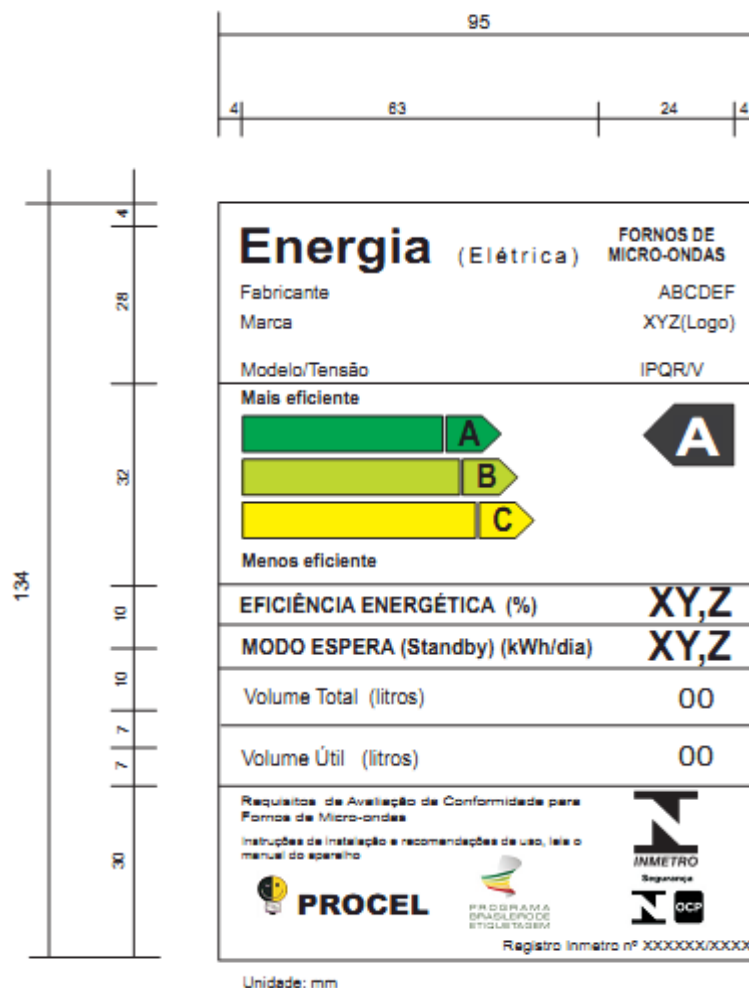 95
4 63 24 4
134
4
28
32
10
10
7
7
30
Energia (Elétrica) FORNOS DE
MICRO-ONDAS
Fabricante ABCDEF
Marca XYZ(Logo)
Modelo/Tensão IPQR/V
Mais eficiente
A A
B
C
Menos eficiente
EFICIÊNCIA ENERGÉTICA (%) XY,Z
MODO ESPERA (Standby) (kWh/dia) XY,Z
Volume Total (litros) 00
Volume Útil (litros) 00
Requisitos de Avaliação da Conformidade para
Fornos de Micro-ondas
Instruções de instalação e recomendações de uso, leia o
manual do aparelho
INMETRO
Segurança
PROCEL
PROGRAMA
BRASILEIRO DE
ETIQUETAGEM
OCP
Registro Inmetro nº XXXXXX/XXXX
Unidade: mm